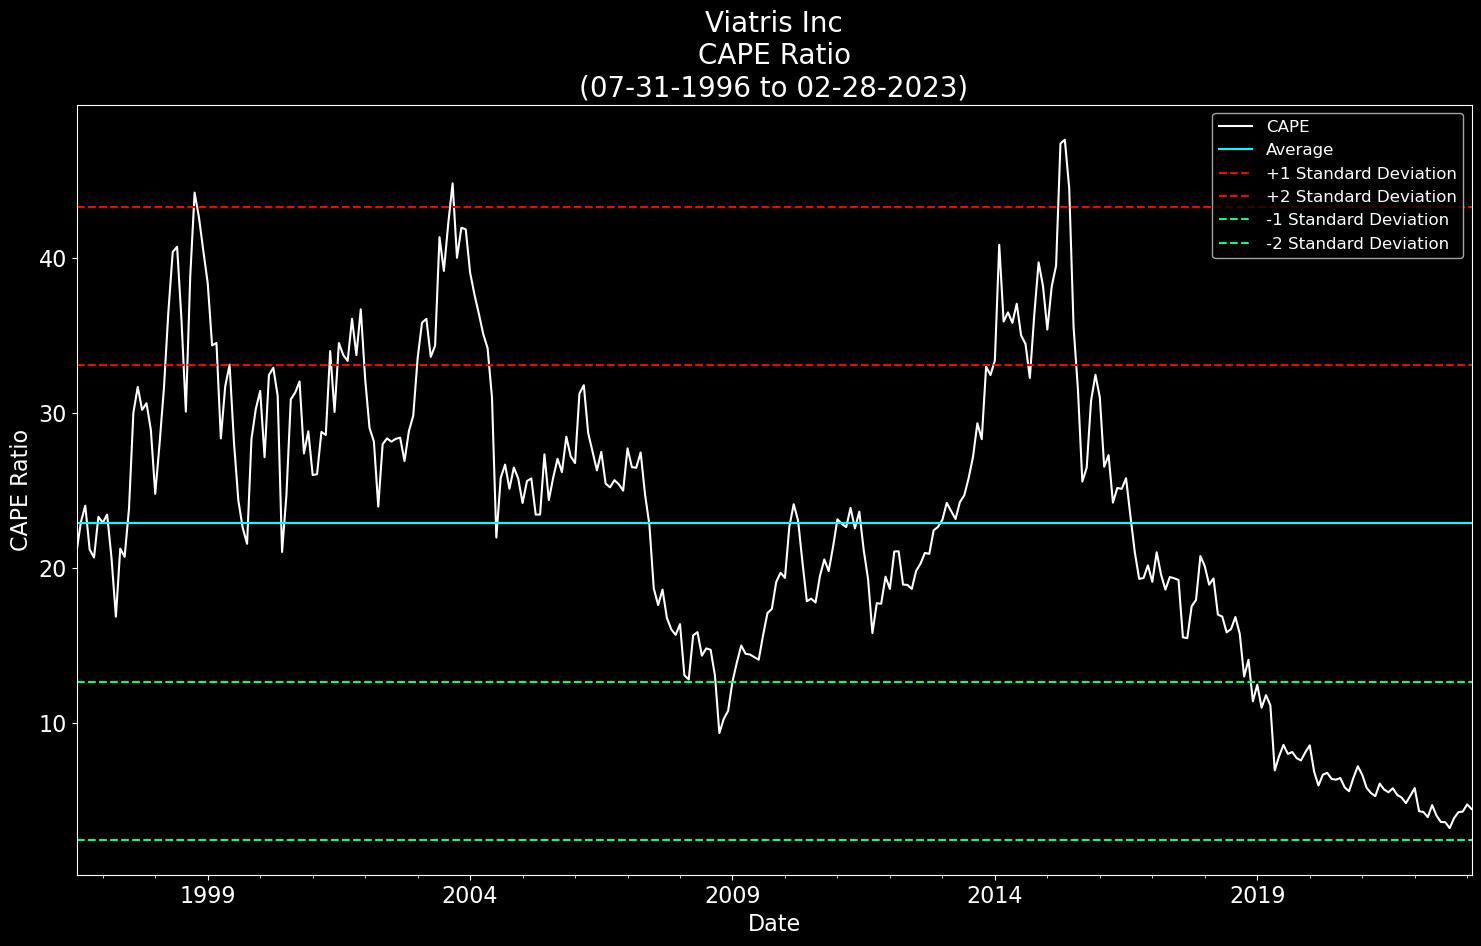 Viatris Inc
CAPE Ratio
(07-31-1996 to 02-28-2023)
CAPE
Average
+1 Standard Deviation
+2 Standard Deviation
-1 Standard Deviation
-2 Standard Deviation
CAPE Ratio
40
30
20
10
1999
2004
2009
2014
2019
Date